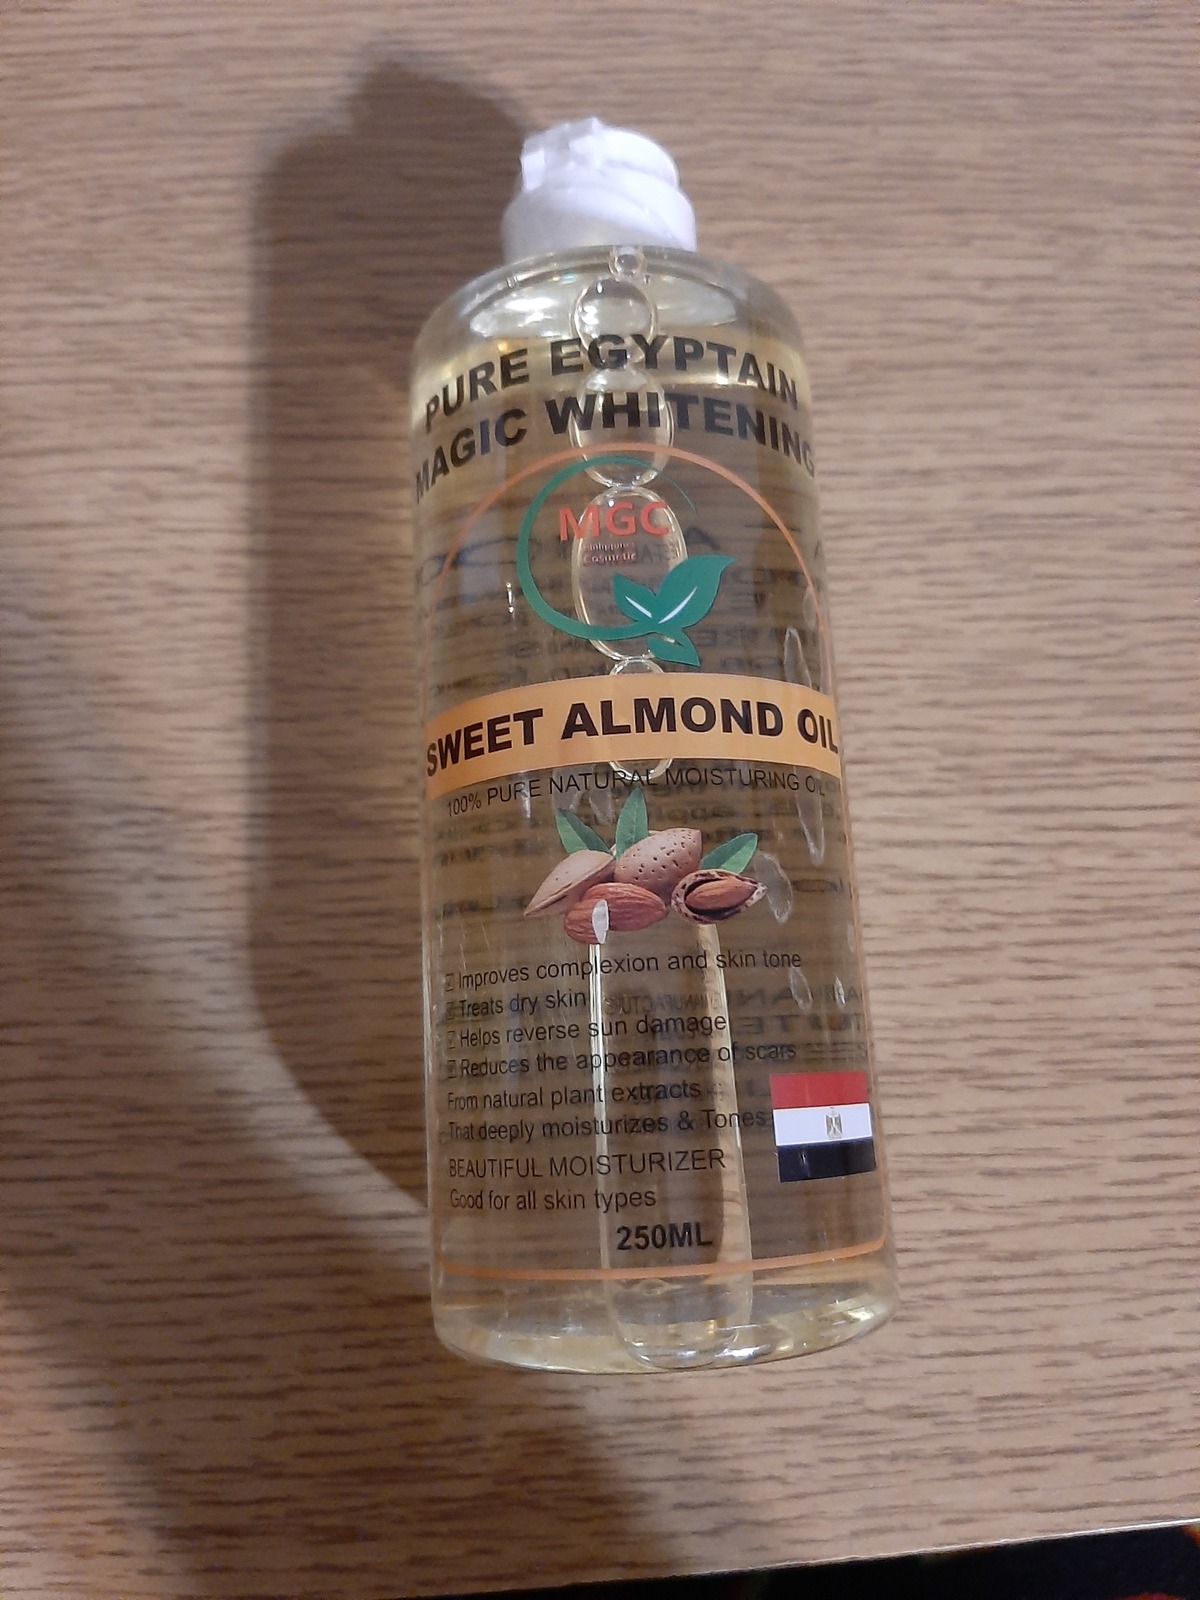 PURE EGYPTAIN
MAGIC WHITENING
MGC
Philippines
Cosmetic
SWEET ALMOND OIL
100% PURE NATURAL MOISTURING OIL
☑ Improves complexion and skin tone
☑ Treats dry skin
☑ Helps reverse sun damage
☑ Reduces the appearance of scars
From natural plant extracts
That deeply moisturizes & Tones
BEAUTIFUL MOISTURIZER
Good for all skin types
250ML